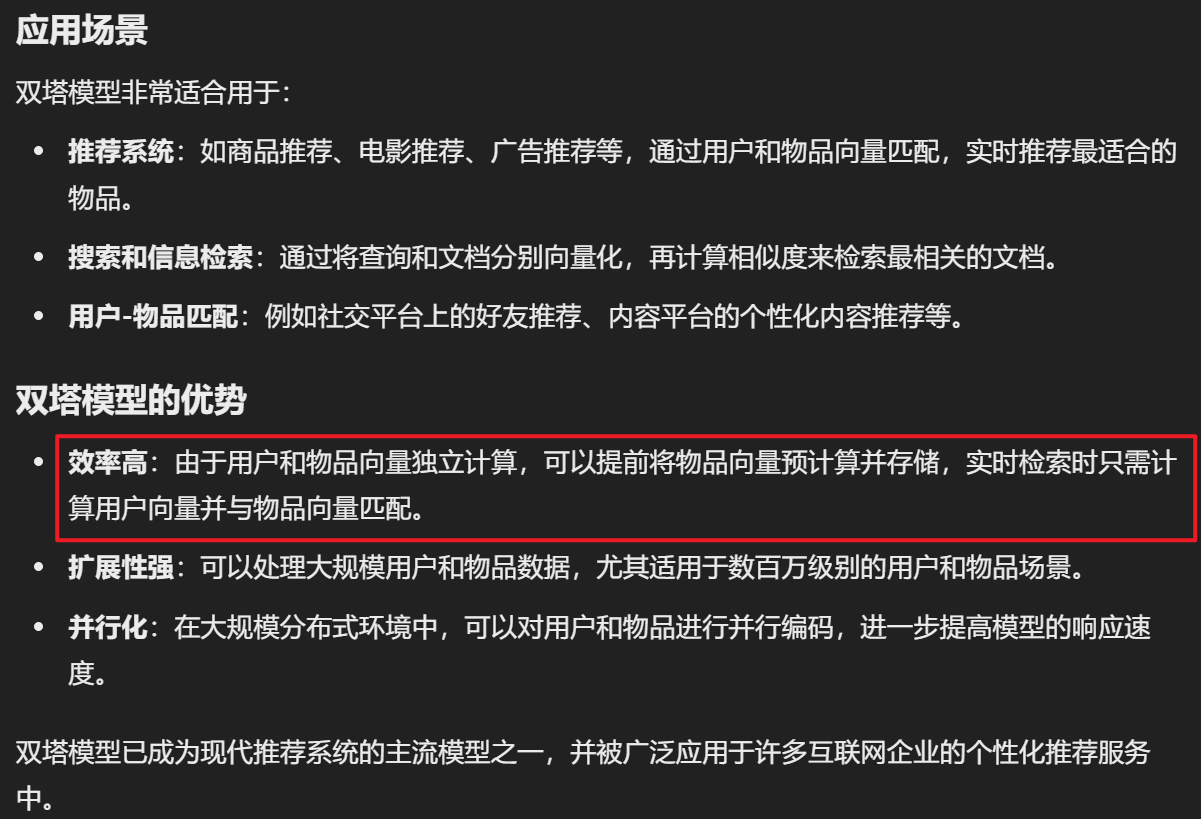 应用场景
双塔模型非常适合用于：
• 推荐系统：如商品推荐、电影推荐、广告推荐等，通过用户和物品向量匹配，实时推荐最适合的
物品。
• 搜索和信息检索：通过将查询和文档分别向量化，再计算相似度来检索最相关的文档。
• 用户-物品匹配：例如社交平台上的好友推荐、内容平台的个性化内容推荐等。
双塔模型的优势
• 效率高：由于用户和物品向量独立计算，可以提前将物品向量预计算并存储，实时检索时只需计
算用户向量并与物品向量匹配。
• 扩展性强：可以处理大规模用户和物品数据，尤其适用于数百万级别的用户和物品场景。
• 并行化：在大规模分布式环境中，可以对用户和物品进行并行编码，进一步提高模型的响应速
度。
双塔模型已成为现代推荐系统的主流模型之一，并被广泛应用于许多互联网企业的个性化推荐服务
中。